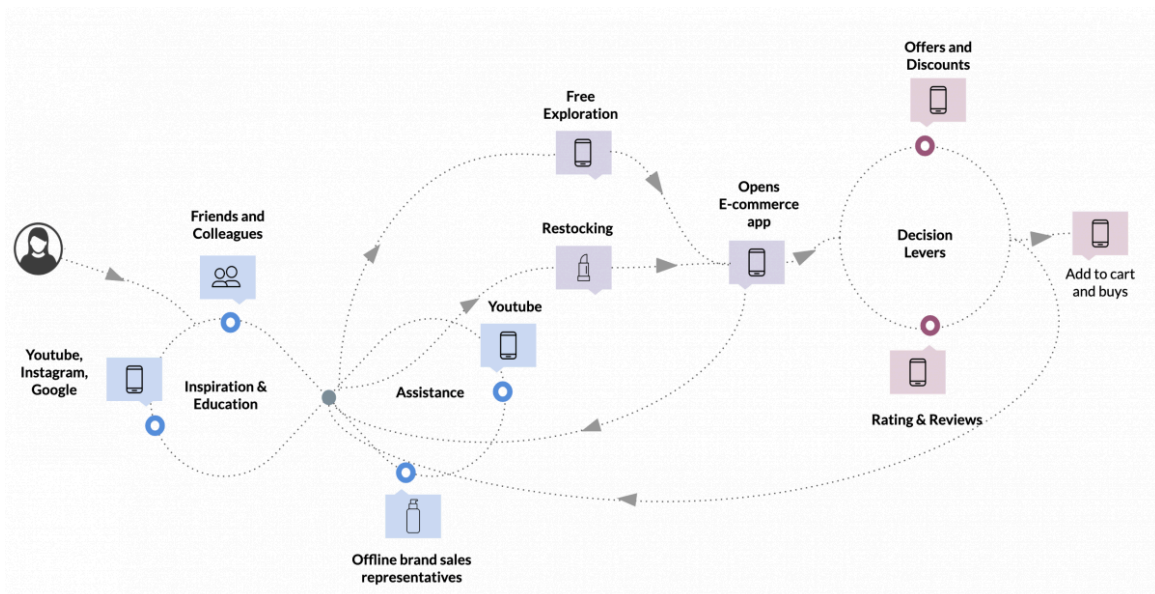 Offers and
Discounts
Free
Exploration
Opens
E-commerce
app
Friends and
Colleagues
Restocking
Decision
Levers
Add to cart
and buys
Youtube
Youtube,
Instagram,
Google
Inspiration &
Education
Assistance
Rating & Reviews
Offline brand sales
representatives